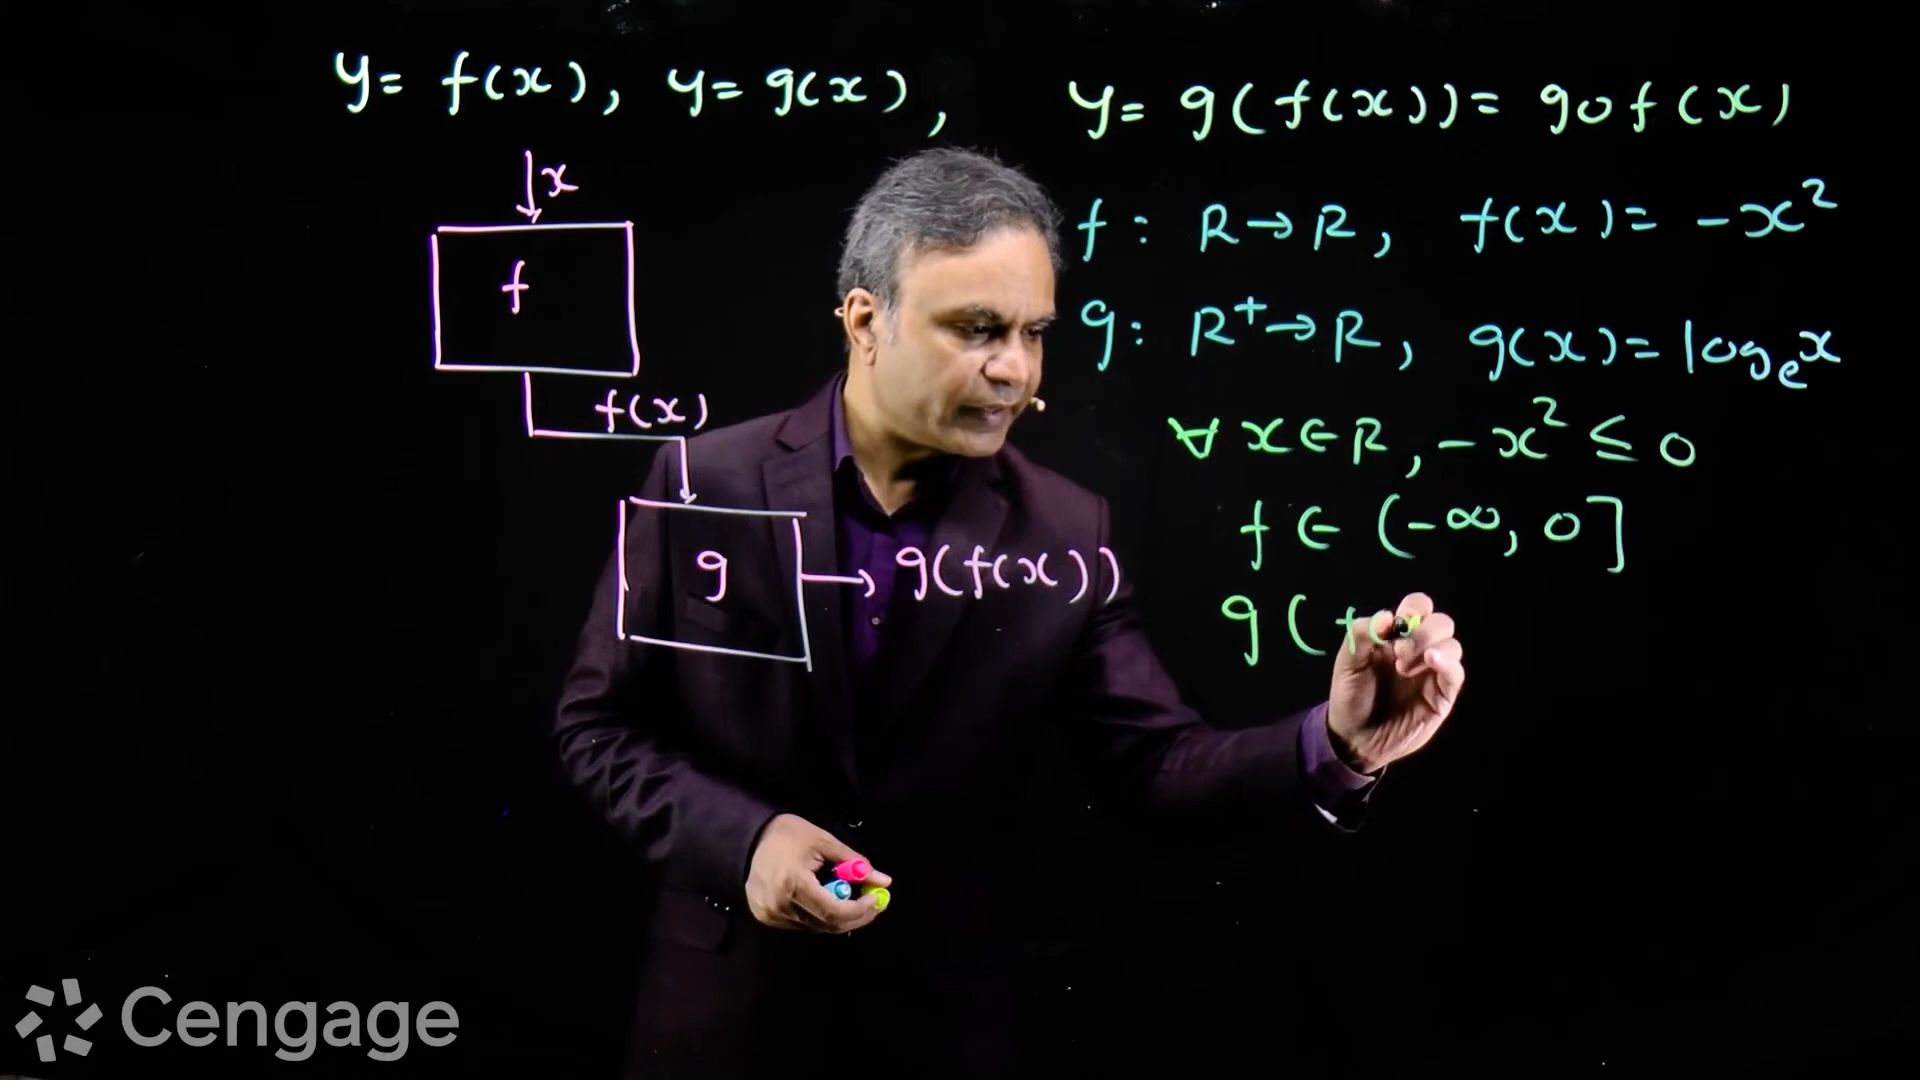 y= f(x), y= g(x), y= g(f(x))= gof(x)
x
f
f(x)
g
g(f(x))
f: R→R, f(x)= -x²
g: R⁺→R, g(x)= logₑx
∀ x∈R, -x² ≤ 0
f ∈ (-∞, 0]
g(f(x
Cengage